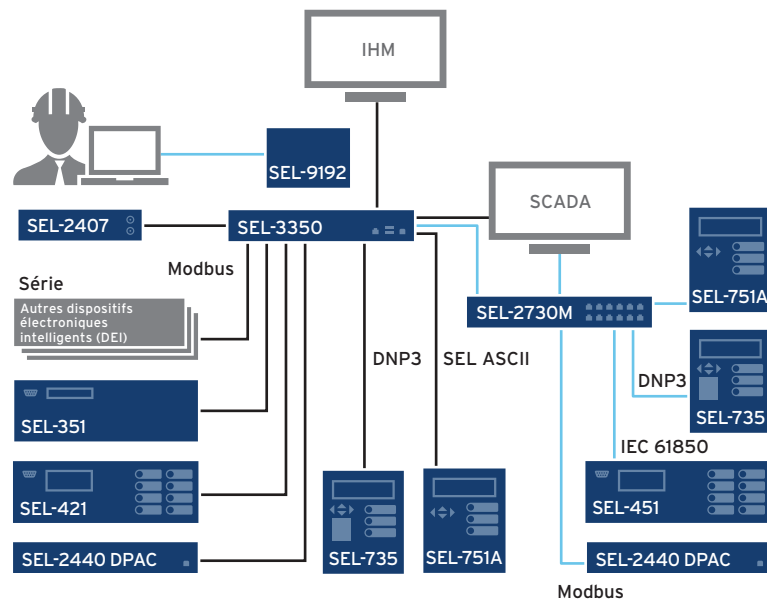 IHM
SEL-9192
SCADA
SEL-2407
SEL-3350
Modbus
Série
Autres dispositifs
électroniques
intelligents (DEI)
SEL-751A
SEL-2730M
DNP3
SEL ASCII
DNP3
SEL-351
SEL-735
IEC 61850
SEL-421
SEL-451
SEL-2440 DPAC
SEL-735
SEL-751A
SEL-2440 DPAC
Modbus